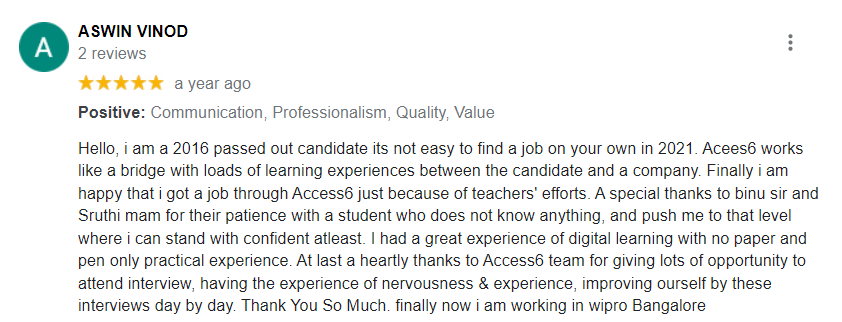 A
ASWIN VINOD
2 reviews
a year ago
Positive: Communication, Professionalism, Quality, Value
Hello, i am a 2016 passed out candidate its not easy to find a job on your own in 2021. Acees6 works
like a bridge with loads of learning experiences between the candidate and a company. Finally i am
happy that i got a job through Access6 just because of teachers' efforts. A special thanks to binu sir and
Sruthi mam for their patience with a student who does not know anything, and push me to that level
where i can stand with confident atleast. I had a great experience of digital learning with no paper and
pen only practical experience. At last a heartly thanks to Access6 team for giving lots of opportunity to
attend interview, having the experience of nervousness & experience, improving ourself by these
interviews day by day. Thank You So Much. finally now i am working in wipro Bangalore